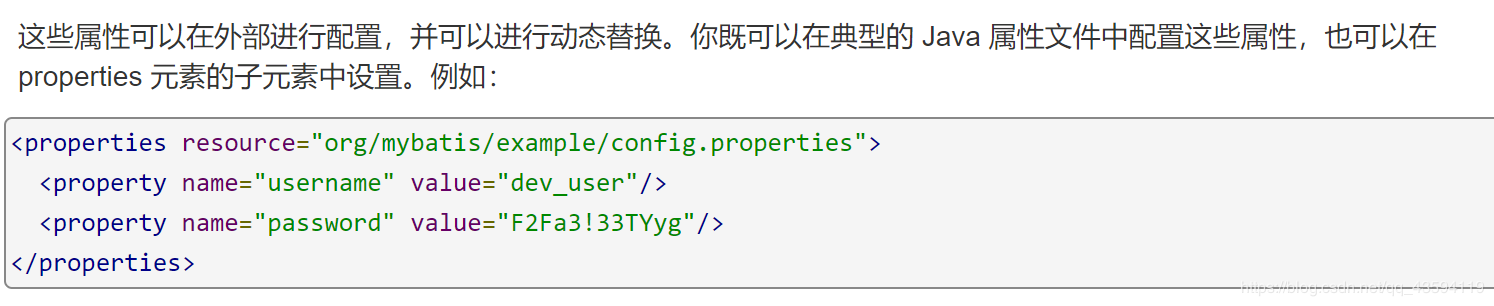 这些属性可以在外部进行配置，并可以进行动态替换。你既可以在典型的 Java 属性文件中配置这些属性，也可以在
properties 元素的子元素中设置。例如：
<properties resource="org/mybatis/example/config.properties">
  <property name="username" value="dev_user"/>
  <property name="password" value="F2Fa3!33TYyg"/>
</properties>
https://blog.csdn.net/qq_43594119